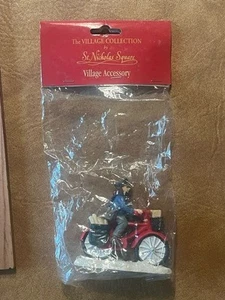 The VILLAGE COLLECTION
by
St. Nicholas Square
Village Accessory